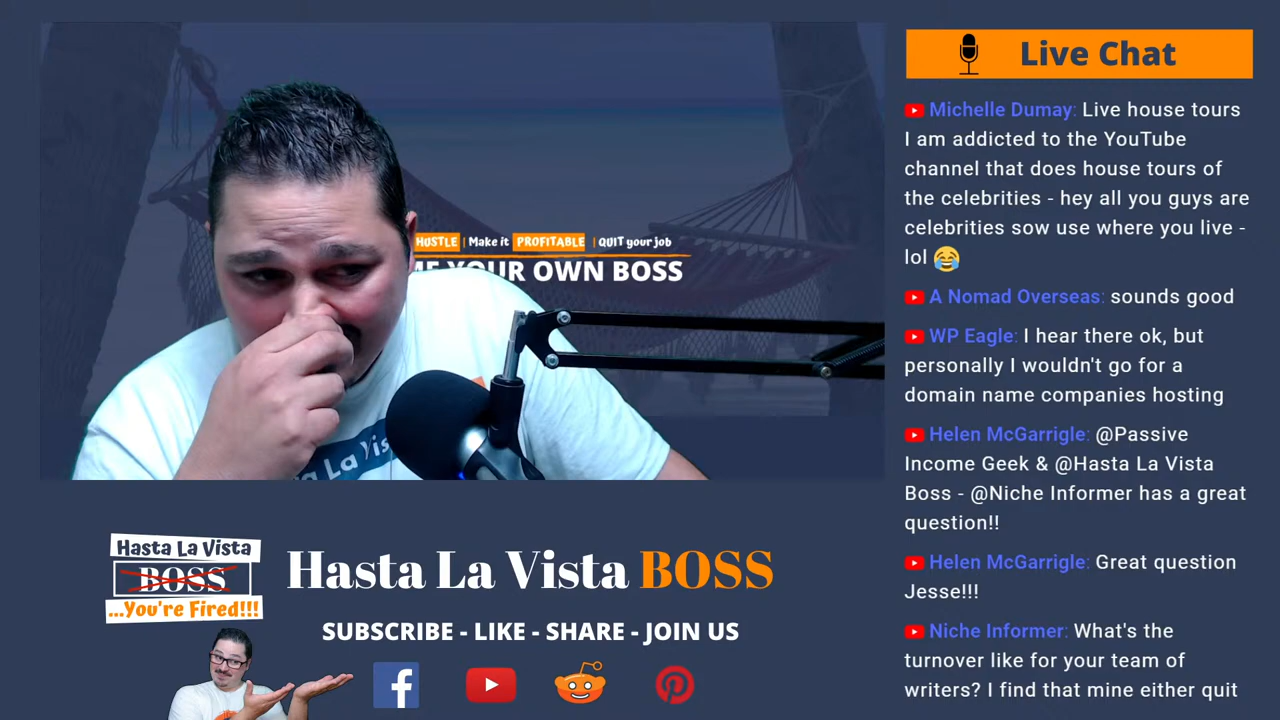 HUSTLE | Make it PROFITABLE | QUIT your job
YOUR OWN BOSS
La Vis
Hasta La Vista
BOSS
...You're Fired!!!
Hasta La Vista BOSS
SUBSCRIBE - LIKE - SHARE - JOIN US
Live Chat
Michelle Dumay: Live house tours
I am addicted to the YouTube
channel that does house tours of
the celebrities - hey all you guys are
celebrities sow use where you live -
lol 😂
A Nomad Overseas: sounds good
WP Eagle: I hear there ok, but
personally I wouldn't go for a
domain name companies hosting
Helen McGarrigle: @Passive
Income Geek & @Hasta La Vista
Boss - @Niche Informer has a great
question!!
Helen McGarrigle: Great question
Jesse!!!
Niche Informer: What's the
turnover like for your team of
writers? I find that mine either quit